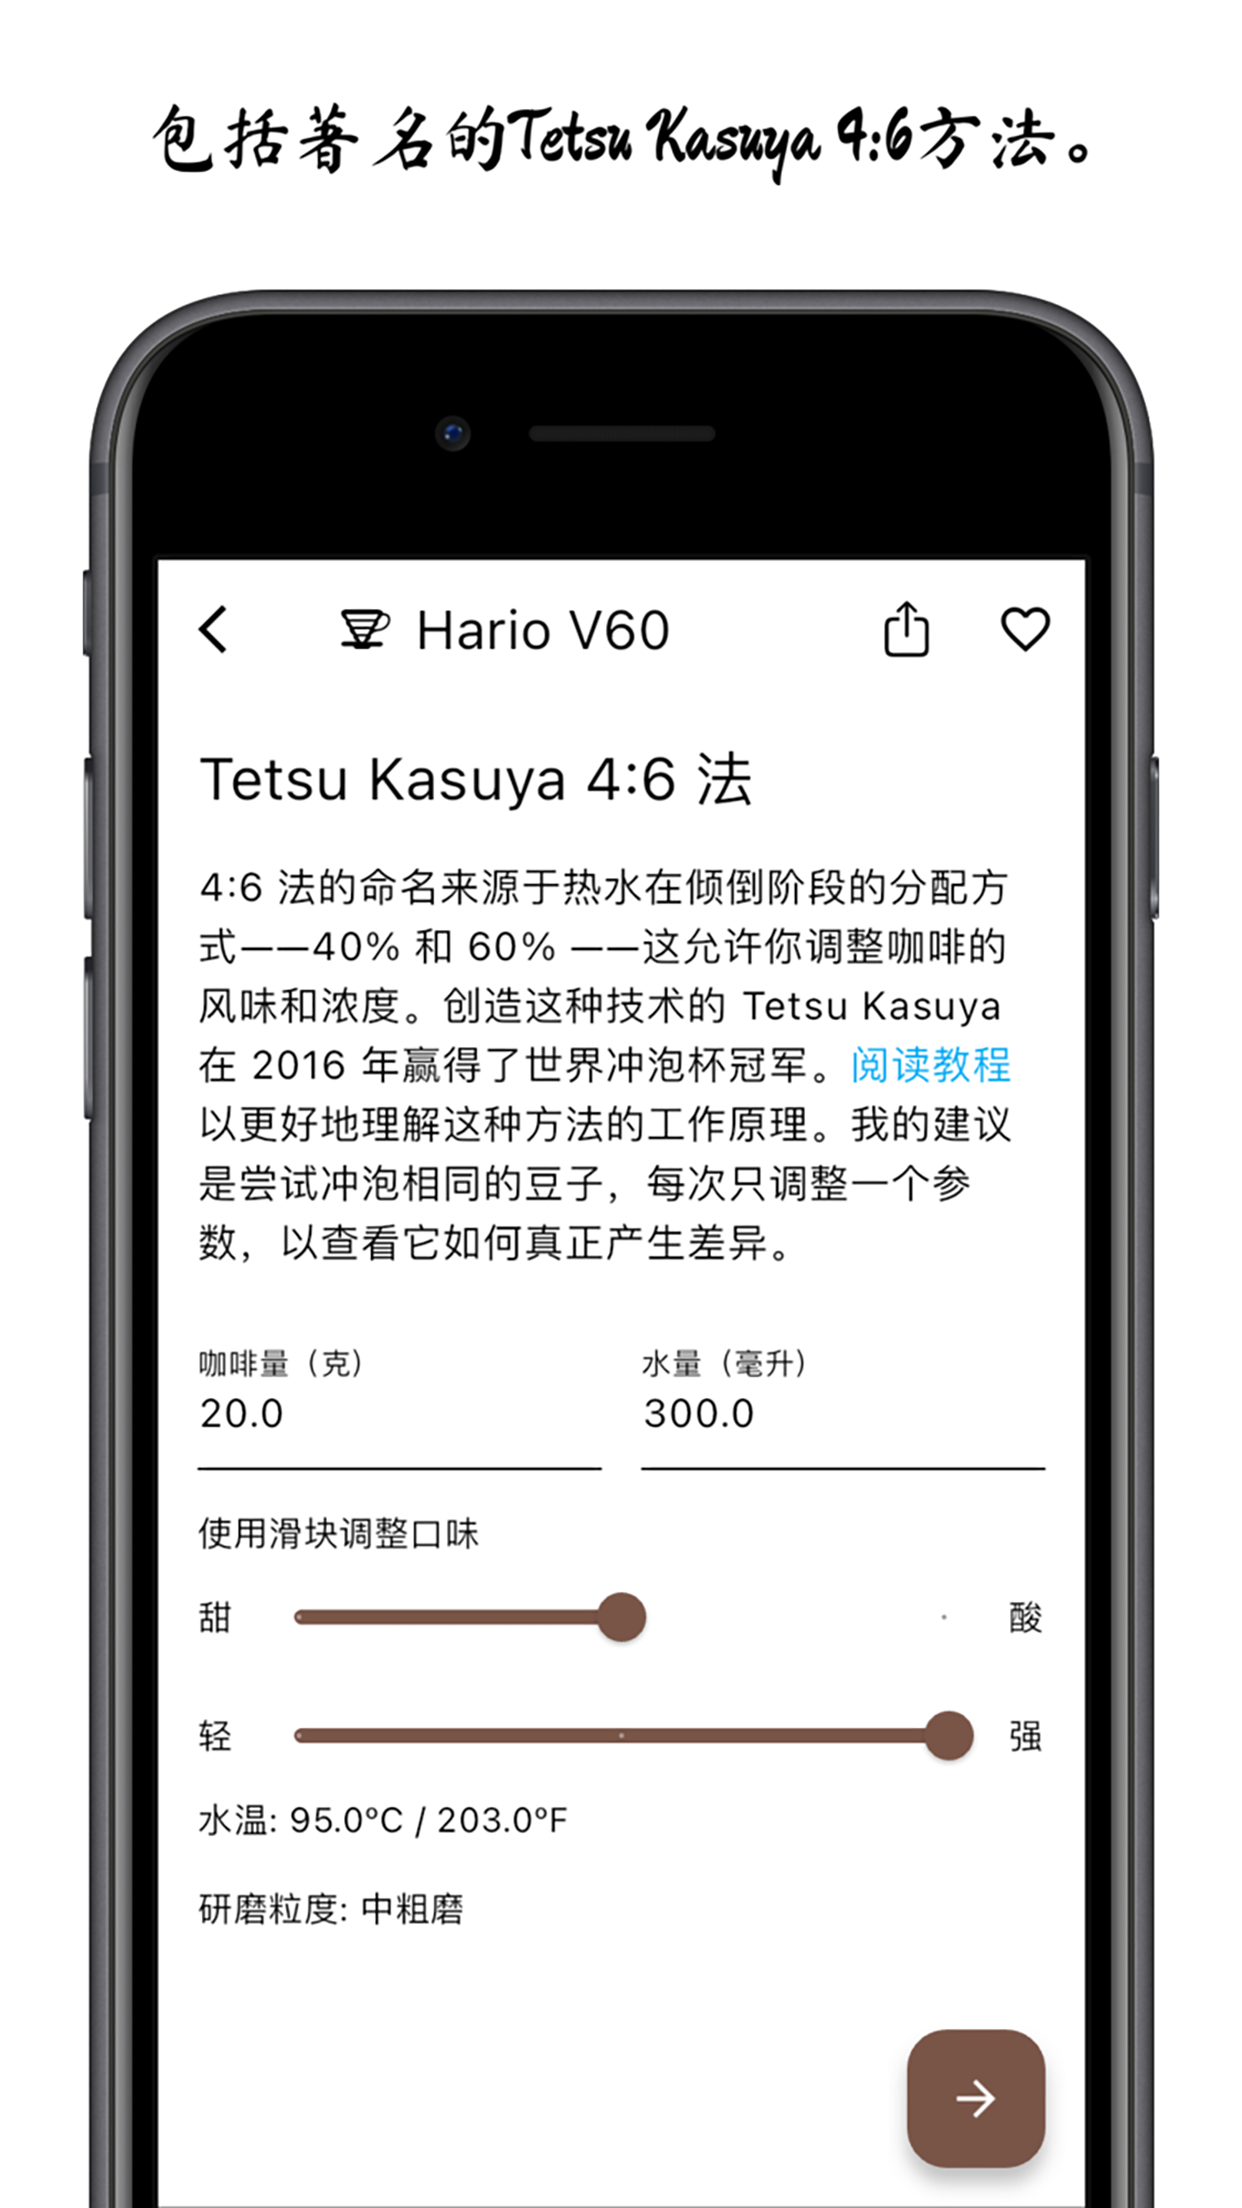 包括著名的Tetsu Kasuya 4:6方法。
Hario V60
Tetsu Kasuya 4:6 法
4:6 法的命名来源于热水在倾倒阶段的分配方
式——40% 和 60% ——这允许你调整咖啡的
风味和浓度。创造这种技术的 Tetsu Kasuya
在 2016 年赢得了世界冲泡杯冠军。阅读教程
以更好地理解这种方法的工作原理。我的建议
是尝试冲泡相同的豆子，每次只调整一个参
数，以查看它如何真正产生差异。
咖啡量（克） 水量（毫升）
20.0 300.0
使用滑块调整口味
甜 酸
轻 强
水温: 95.0ºC / 203.0ºF
研磨粒度: 中粗磨